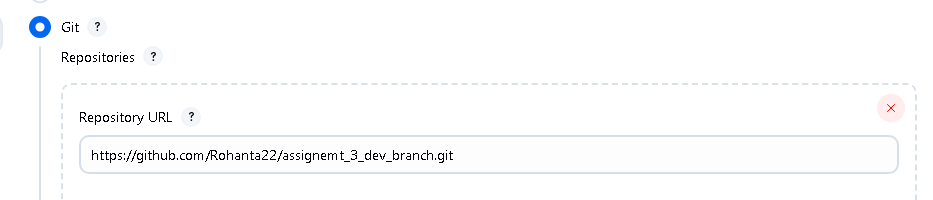 Git ?
Repositories ?
Repository URL ?
https://github.com/Rohanta22/assignemt_3_dev_branch.git